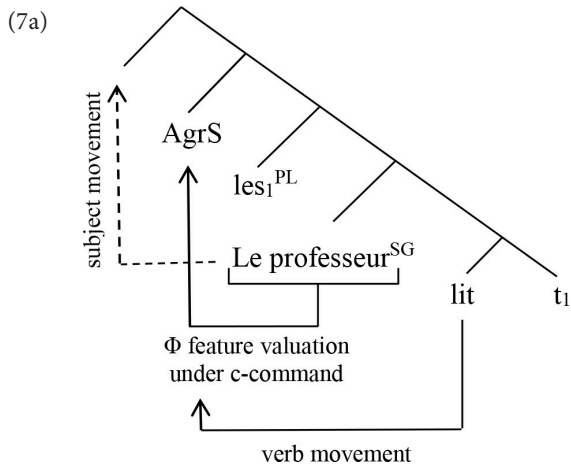 (7a)
subject movement
AgrS
les₁ᴾᴸ
Le professeurˢᴳ
lit
t₁
Φ feature valuation
under c-command
verb movement